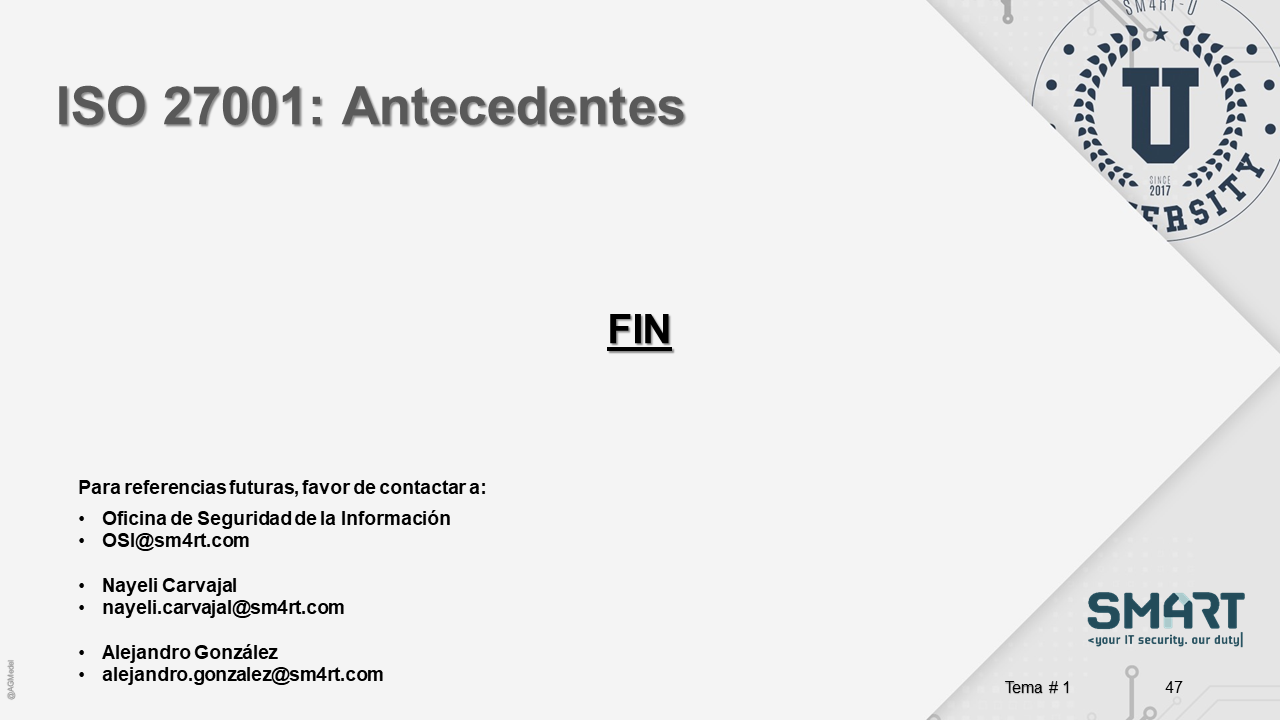 SM4RT-U
ISO 27001: Antecedentes
U
SINCE
2017
ERSITY
FIN
Para referencias futuras, favor de contactar a:
• Oficina de Seguridad de la Información
• OSI@sm4rt.com
• Nayeli Carvajal
• nayeli.carvajal@sm4rt.com
• Alejandro González
• alejandro.gonzalez@sm4rt.com
SM4RT
<your IT security. our duty|
@AGMedel
Tema # 1
47